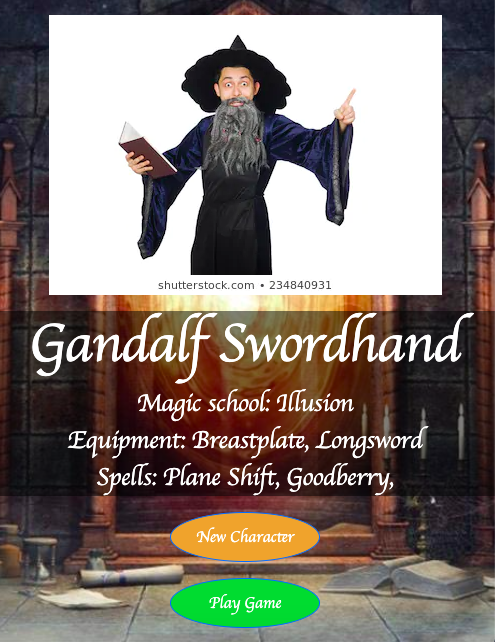 shutterstock.com • 234840931
Gandalf Swordhand
Magic school: Illusion
Equipment: Breastplate, Longsword
Spells: Plane Shift, Goodberry,
New Character
Play Game